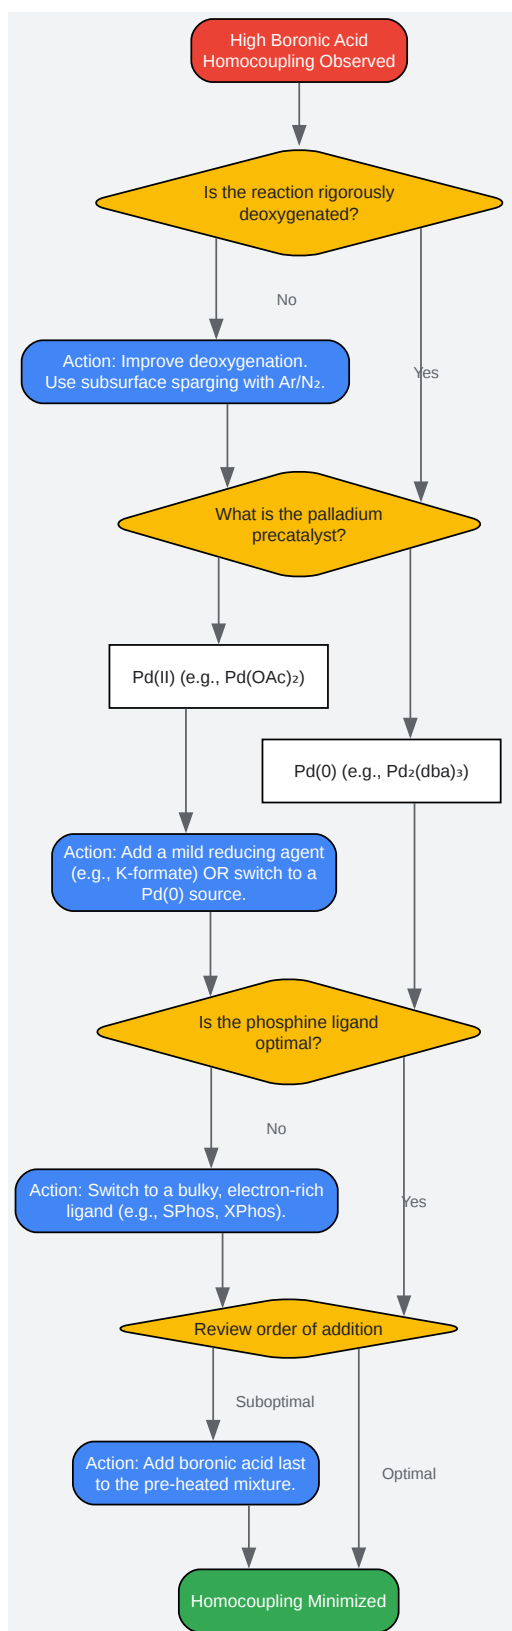 High Boronic Acid
Homocoupling Observed
Is the reaction rigorously
deoxygenated?
No
Action: Improve deoxygenation.
Use subsurface sparging with Ar/N₂.
Yes
What is the palladium
precatalyst?
Pd(II) (e.g., Pd(OAc)₂)
Pd(0) (e.g., Pd₂(dba)₃)
Action: Add a mild reducing agent
(e.g., K-formate) OR switch to a
Pd(0) source.
Is the phosphine ligand
optimal?
No
Action: Switch to a bulky, electron-rich
ligand (e.g., SPhos, XPhos).
Yes
Review order of addition
Suboptimal
Action: Add boronic acid last
to the pre-heated mixture.
Optimal
Homocoupling Minimized